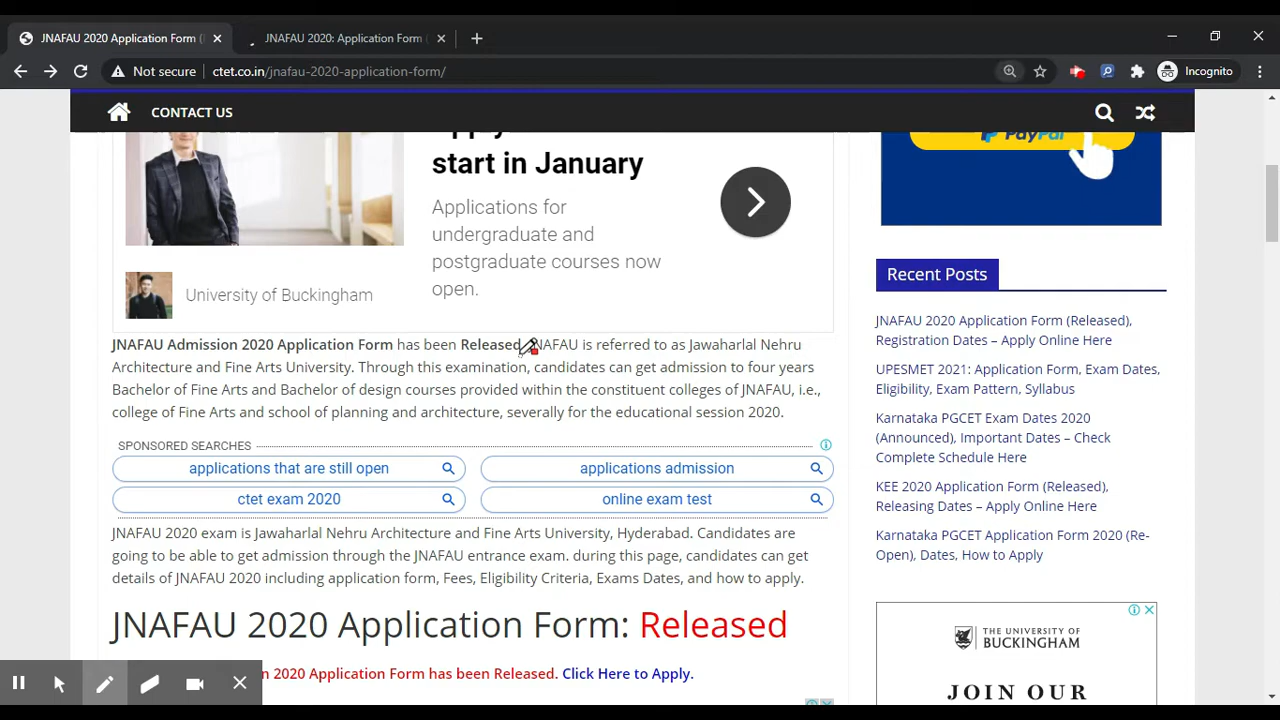 JNAFAU 2020 Application Form (
JNAFAU 2020: Application Form
Not secure
ctet.co.in/jnafau-2020-application-form/
Incognito
CONTACT US
start in January
Applications for
undergraduate and
postgraduate courses now
open.
University of Buckingham
PayPal
JNAFAU Admission 2020 Application Form has been Released. JNAFAU is referred to as Jawaharlal Nehru
Architecture and Fine Arts University. Through this examination, candidates can get admission to four years
Bachelor of Fine Arts and Bachelor of design courses provided within the constituent colleges of JNAFAU, i.e.,
college of Fine Arts and school of planning and architecture, severally for the educational session 2020.
SPONSORED SEARCHES
applications that are still open
applications admission
ctet exam 2020
online exam test
JNAFAU 2020 exam is Jawaharlal Nehru Architecture and Fine Arts University, Hyderabad. Candidates are
going to be able to get admission through the JNAFAU entrance exam. during this page, candidates can get
details of JNAFAU 2020 including application form, Fees, Eligibility Criteria, Exams Dates, and how to apply.
JNAFAU 2020 Application Form: Released
2020 Application Form has been Released. Click Here to Apply.
Recent Posts
JNAFAU 2020 Application Form (Released),
Registration Dates – Apply Online Here
UPESMET 2021: Application Form, Exam Dates,
Eligibility, Exam Pattern, Syllabus
Karnataka PGCET Exam Dates 2020
(Announced), Important Dates – Check
Complete Schedule Here
KEE 2020 Application Form (Released),
Releasing Dates – Apply Online Here
Karnataka PGCET Application Form 2020 (Re-
Open), Dates, How to Apply
THE UNIVERSITY OF
BUCKINGHAM
JOIN OUR